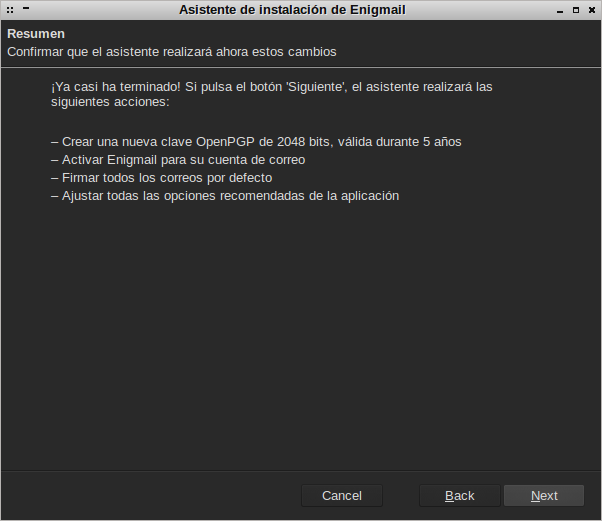 Asistente de instalación de Enigmail
Resumen
Confirmar que el asistente realizará ahora estos cambios
¡Ya casi ha terminado! Si pulsa el botón 'Siguiente', el asistente realizará las
siguientes acciones:
– Crear una nueva clave OpenPGP de 2048 bits, válida durante 5 años
– Activar Enigmail para su cuenta de correo
– Firmar todos los correos por defecto
– Ajustar todas las opciones recomendadas de la aplicación
Cancel Back Next